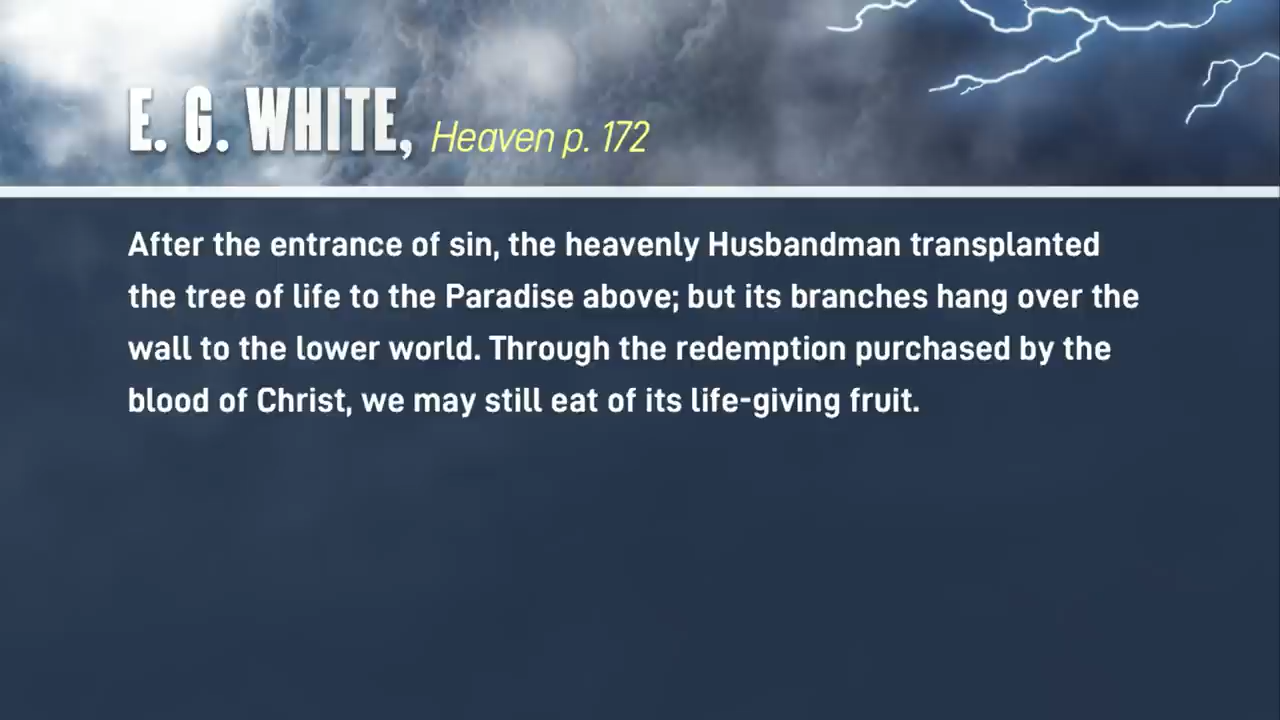 E. G. WHITE, Heaven p. 172
After the entrance of sin, the heavenly Husbandman transplanted
the tree of life to the Paradise above; but its branches hang over the
wall to the lower world. Through the redemption purchased by the
blood of Christ, we may still eat of its life-giving fruit.